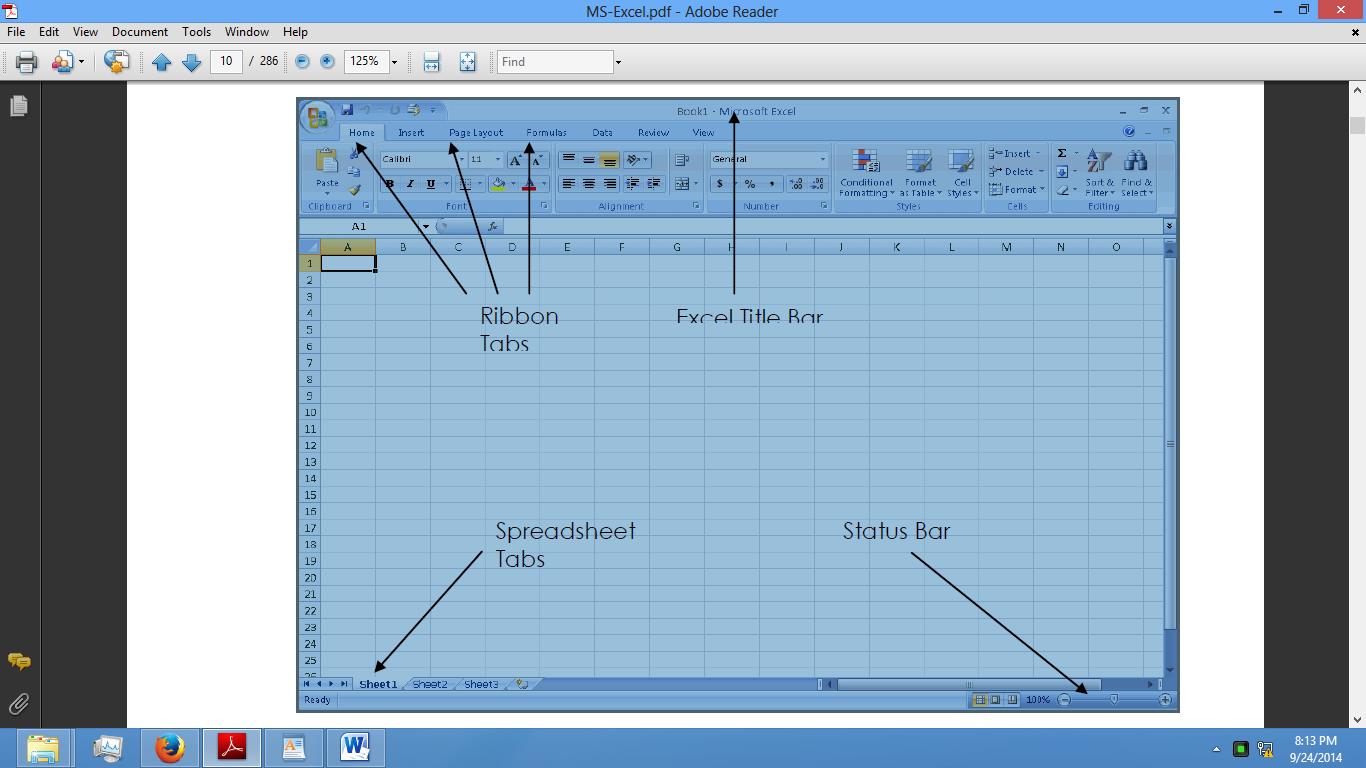 MS-Excel.pdf - Adobe Reader
File Edit View Document Tools Window Help
10 / 286 125% Find
Book1 - Microsoft Excel
Home Insert Page Layout Formulas Data Review View
Calibri 11 General
Paste B I U $ % , Conditional Formatting Format as Table Cell Styles Insert Delete Format Σ Sort & Filter Find & Select
Clipboard Font Alignment Number Styles Cells Editing
A1 fx
A B C D E F G H I J K L M N O
1
2
3
4
5
6
7
8
9
10
11
12
13
14
15
16
17
18
19
20
21
22
23
24
25
26
Ribbon
Tabs
Excel Title Bar
Spreadsheet
Tabs
Status Bar
Sheet1 Sheet2 Sheet3
Ready 100%
8:13 PM
9/24/2014